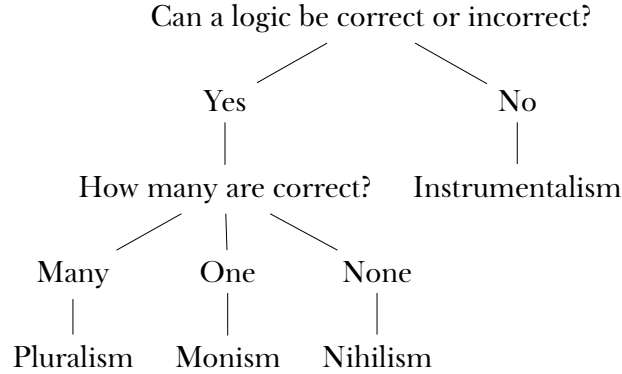 Can a logic be correct or incorrect?
Yes No
How many are correct? Instrumentalism
Many One None
Pluralism Monism Nihilism